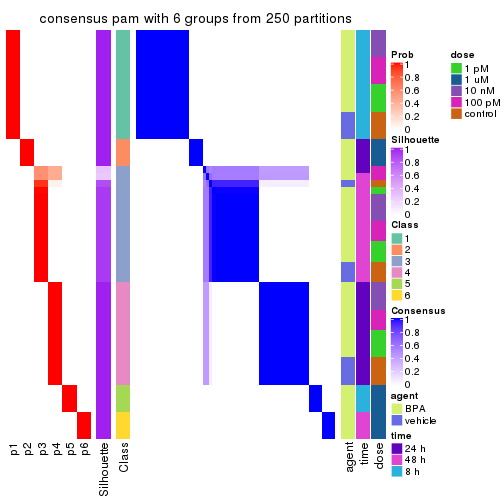 consensus pam with 6 groups from 250 partitions
p1
p2
p3
p4
p5
p6
Silhouette
Class
agent
time
dose
Prob
1
0.8
0.6
0.4
0.2
0
Silhouette
1
0.8
0.6
0.4
0.2
0
Class
1
2
3
4
5
6
Consensus
1
0.8
0.6
0.4
0.2
0
agent
BPA
vehicle
time
24 h
48 h
8 h
dose
1 pM
1 uM
10 nM
100 pM
control